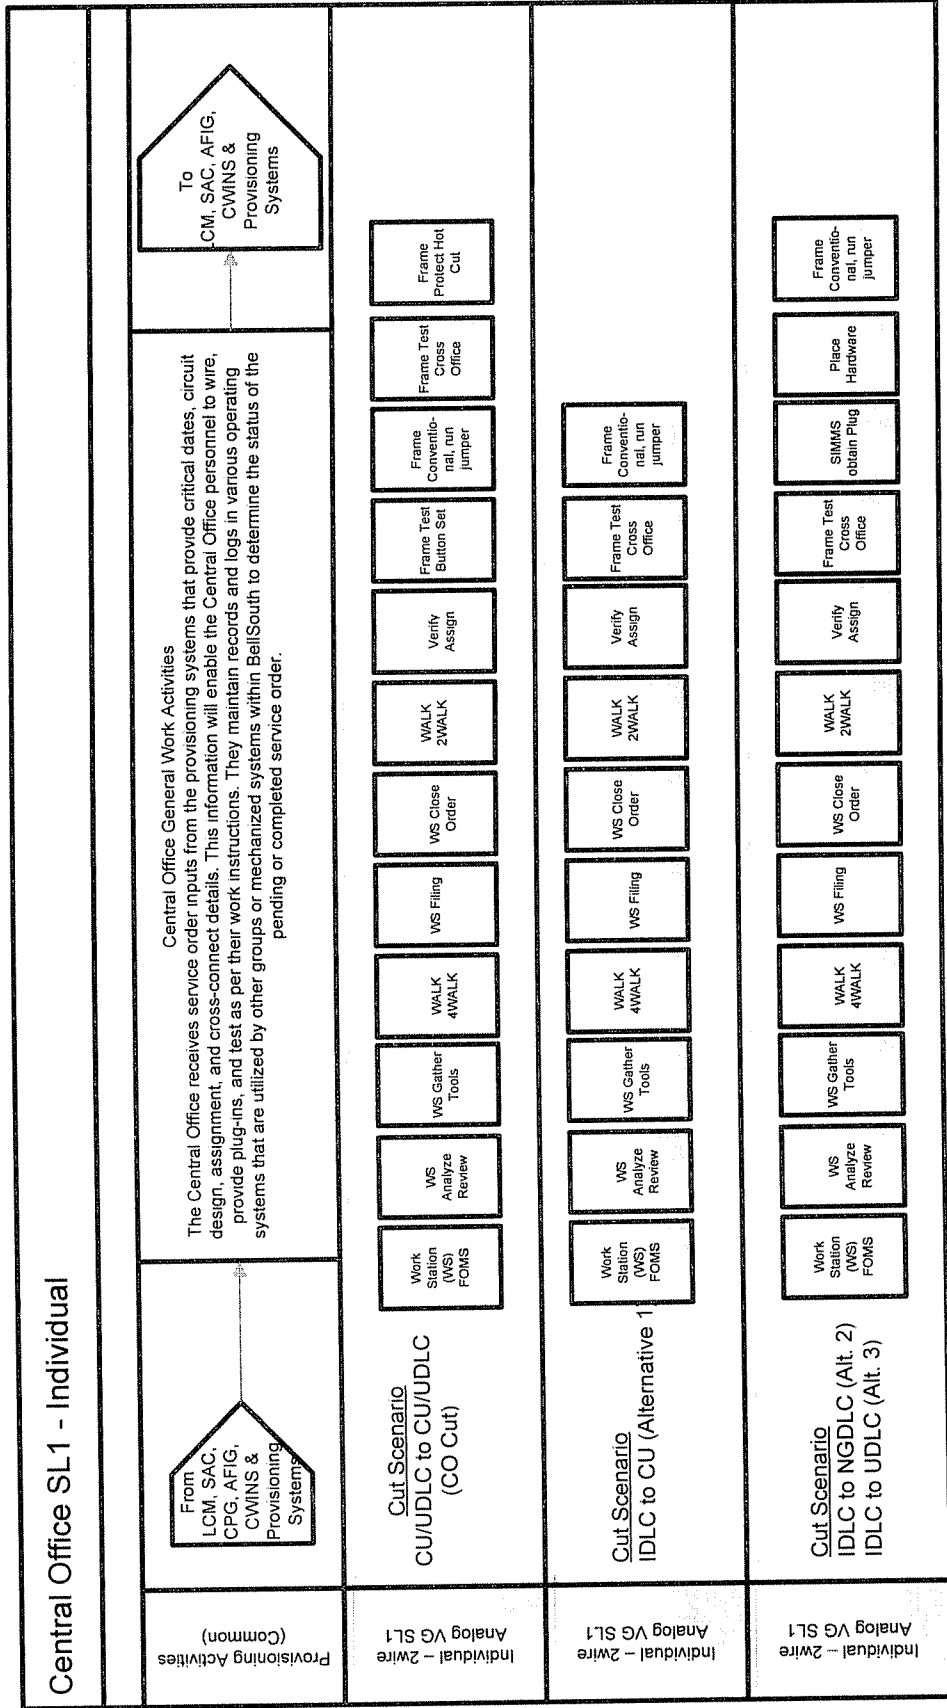 Central Office SL1 - Individual
Provisioning Activities
(Common)
From
LCM, SAC,
CPG, AFIG,
CWINS &
Provisioning
Systems
Central Office General Work Activities
The Central Office receives service order inputs from the provisioning systems that provide critical dates, circuit
design, assignment, and cross-connect details. This information will enable the Central Office personnel to wire,
provide plug-ins, and test as per their work instructions. They maintain records and logs in various operating
systems that are utilized by other groups or mechanized systems within BellSouth to determine the status of the
pending or completed service order.
To
LCM, SAC, AFIG,
CWINS &
Provisioning
Systems
Individual – 2wire
Analog VG SL1
Cut Scenario
CU/UDLC to CU/UDLC
(CO Cut)
Work
Station
(WS)
FOMS
WS
Analyze
Review
WS Gather
Tools
WALK
4WALK
WS Filing
WS Close
Order
WALK
2WALK
Verify
Assign
Frame Test
Button Set
Frame
Conventio-
nal, run
jumper
Frame Test
Cross
Office
Frame
Protect Hot
Cut
Individual – 2wire
Analog VG SL1
Cut Scenario
IDLC to CU (Alternative 1)
Work
Station
(WS)
FOMS
WS
Analyze
Review
WS Gather
Tools
WALK
4WALK
WS Filing
WS Close
Order
WALK
2WALK
Verify
Assign
Frame Test
Cross
Office
Frame
Conventio-
nal, run
jumper
Individual – 2wire
Analog VG SL1
Cut Scenario
IDLC to NGDLC (Alt. 2)
IDLC to UDLC (Alt. 3)
Work
Station
(WS)
FOMS
WS
Analyze
Review
WS Gather
Tools
WALK
4WALK
WS Filing
WS Close
Order
WALK
2WALK
Verify
Assign
Frame Test
Cross
Office
SIMMS
obtain Plug
Place
Hardware
Frame
Conventio-
nal, run
jumper